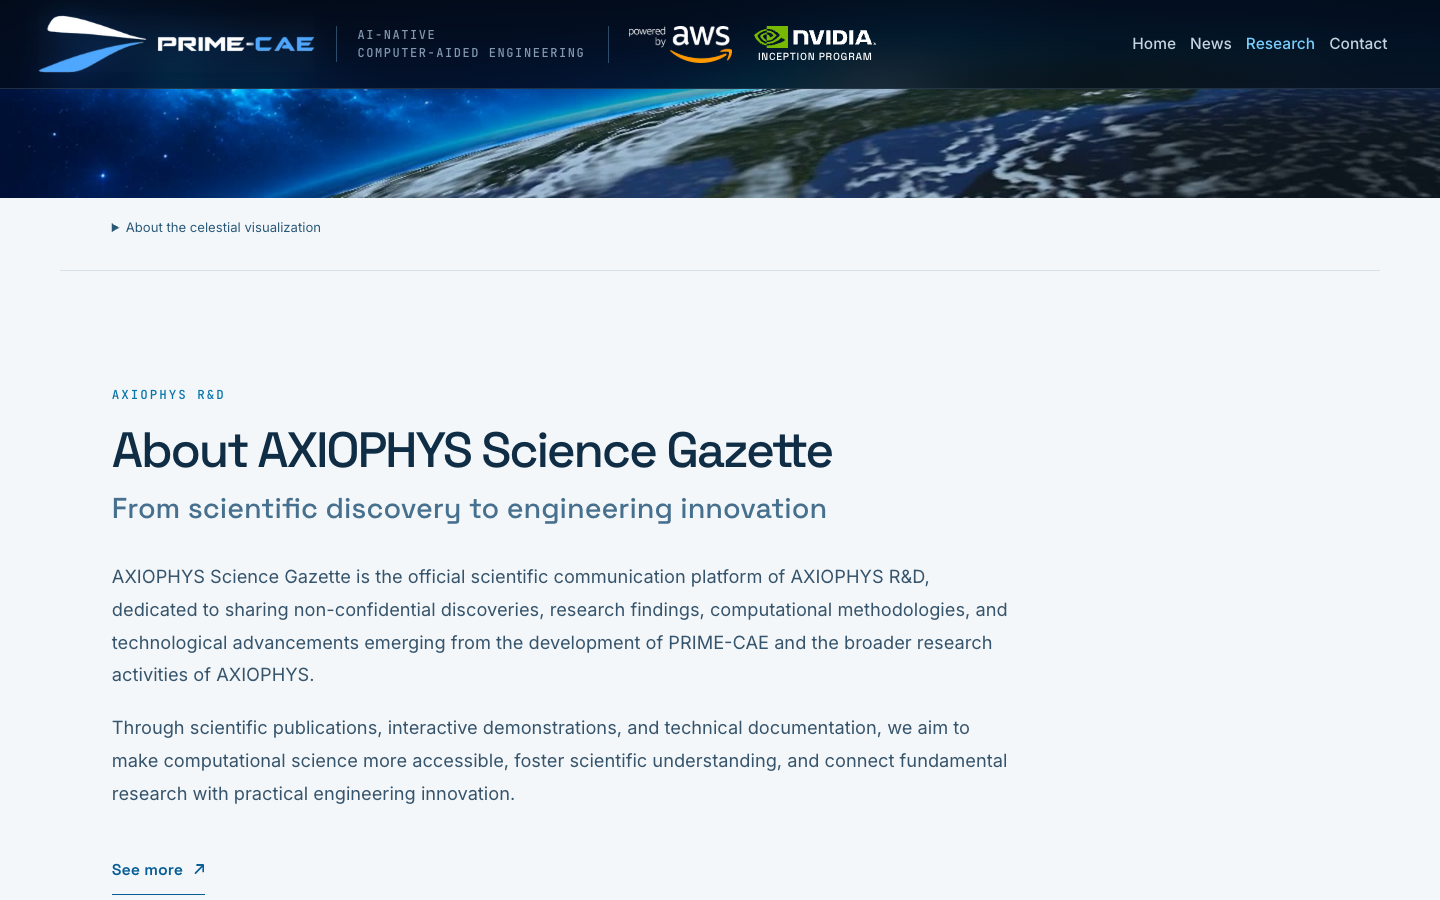 PRIME-CAE
AI-NATIVE
COMPUTER-AIDED ENGINEERING
powered
by
aws
NVIDIA.
INCEPTION PROGRAM
Home News Research Contact
About the celestial visualization
AXIOPHYS R&D
About AXIOPHYS Science Gazette
From scientific discovery to engineering innovation
AXIOPHYS Science Gazette is the official scientific communication platform of AXIOPHYS R&D,
dedicated to sharing non-confidential discoveries, research findings, computational methodologies, and
technological advancements emerging from the development of PRIME-CAE and the broader research
activities of AXIOPHYS.
Through scientific publications, interactive demonstrations, and technical documentation, we aim to
make computational science more accessible, foster scientific understanding, and connect fundamental
research with practical engineering innovation.
See more